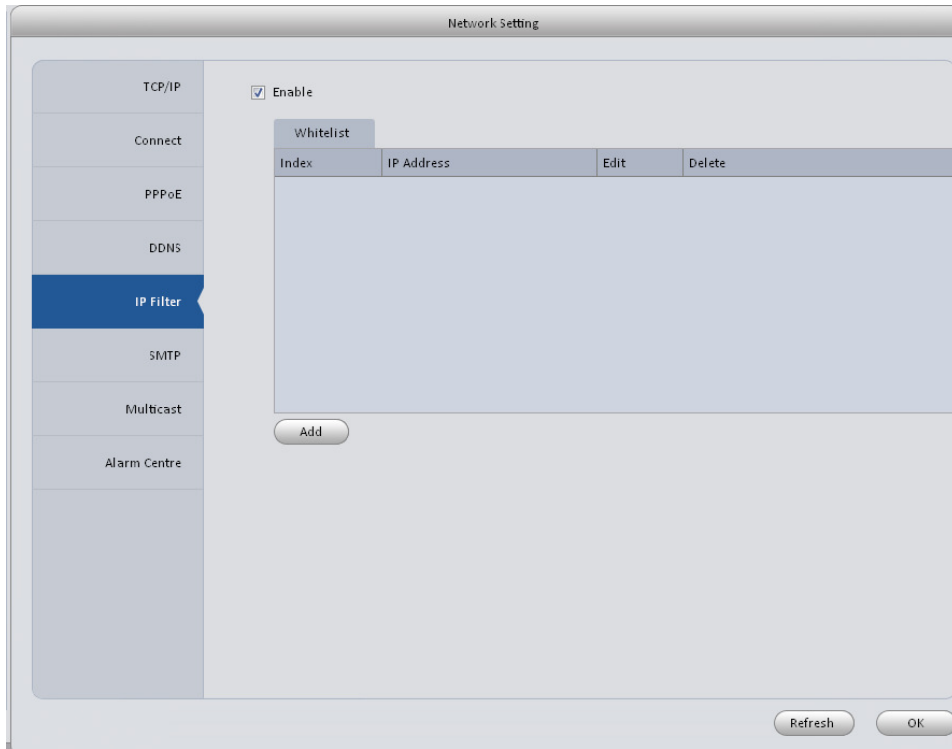 Network Setting
TCP/IP
Connect
PPPoE
DDNS
IP Filter
SMTP
Multicast
Alarm Centre
Enable
Whitelist
Index IP Address Edit Delete
Add
Refresh OK